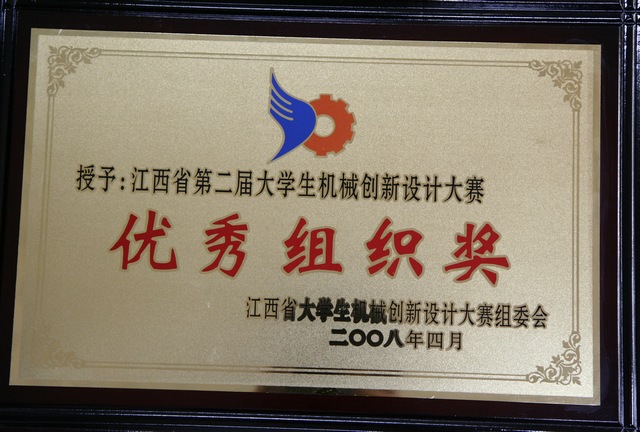 授予:江西省第二届大学生机械创新设计大赛
优秀组织奖
江西省大学生机械创新设计大赛组委会
二〇〇八年四月